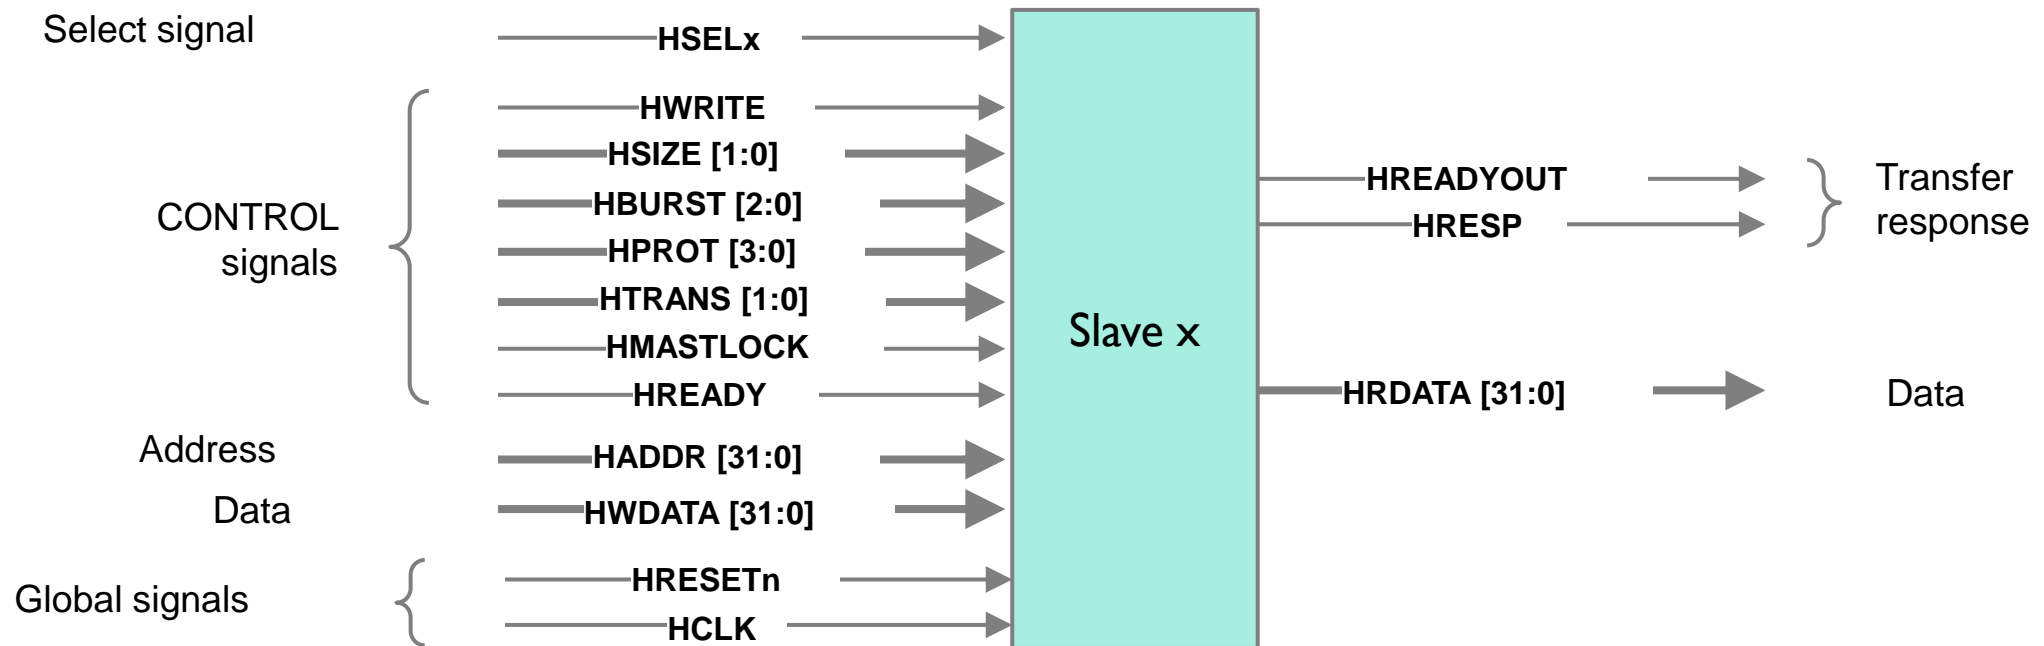 Select signal
HSELx
HWRITE
HSIZE [1:0]
HBURST [2:0]
HPROT [3:0]
HTRANS [1:0]
HMASTLOCK
HREADY
CONTROL
signals
Address
HADDR [31:0]
Data
HWDATA [31:0]
Global signals
HRESETn
HCLK
Slave x
HREADYOUT
HRESP
Transfer
response
HRDATA [31:0]
Data